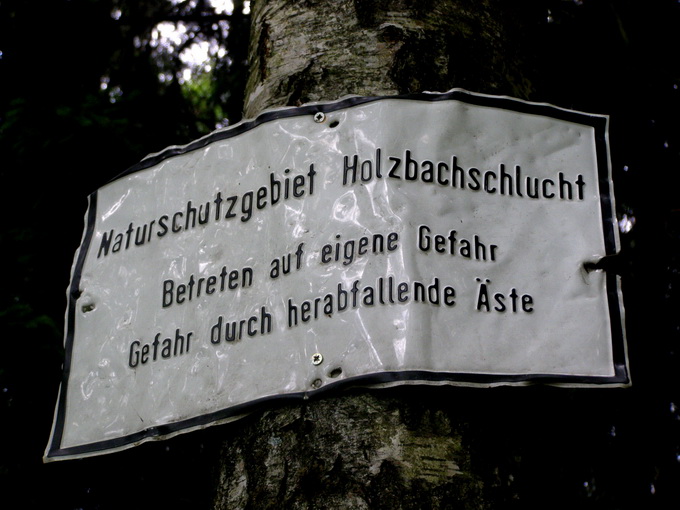 Naturschutzgebiet Holzbachschlucht
Betreten auf eigene Gefahr
Gefahr durch herabfallende Äste